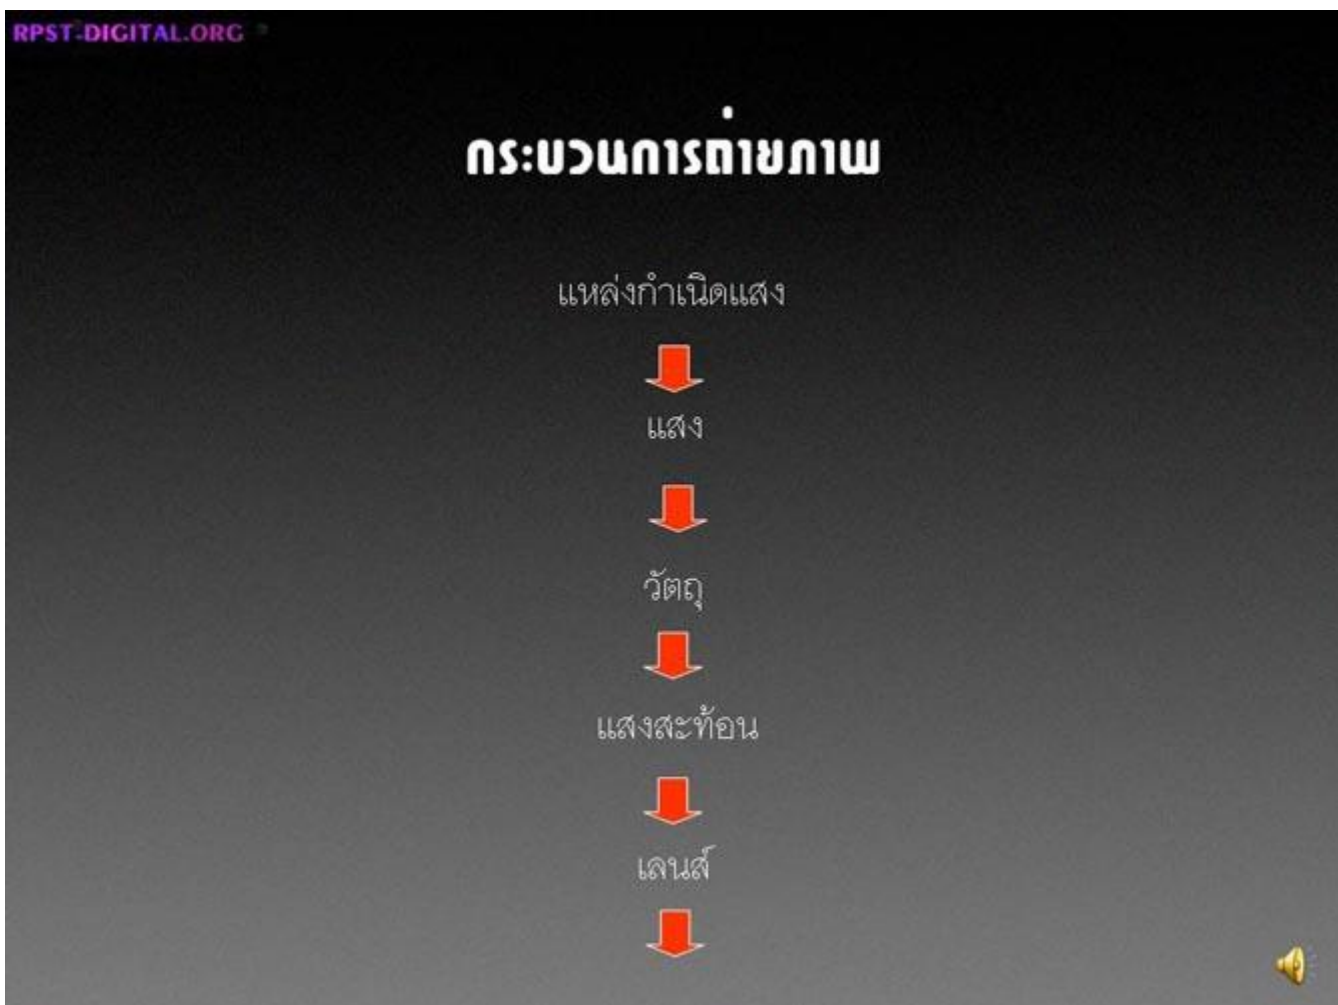 RPST-DIGITAL.ORG
กระบวนการถ่ายภาพ
แหล่งกำเนิดแสง
แสง
วัตถุ
แสงสะท้อน
เลนส์